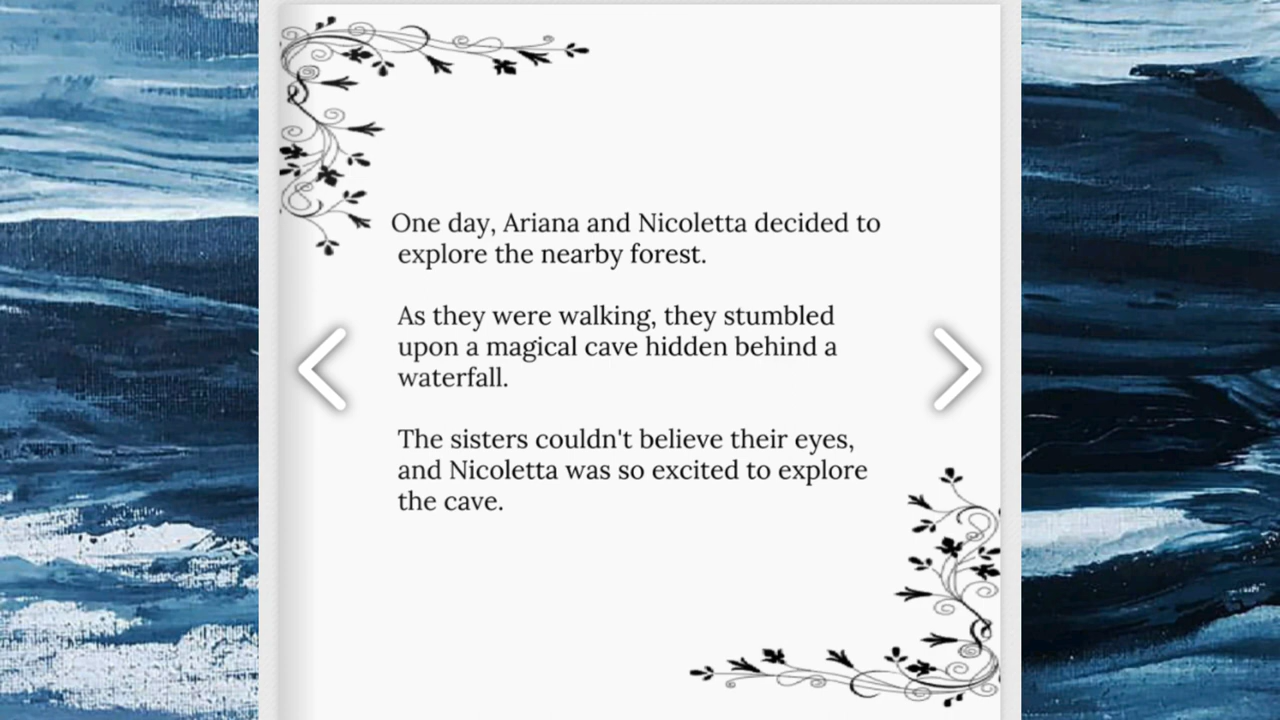 One day, Ariana and Nicoletta decided to
explore the nearby forest.
As they were walking, they stumbled
upon a magical cave hidden behind a
waterfall.
The sisters couldn't believe their eyes,
and Nicoletta was so excited to explore
the cave.